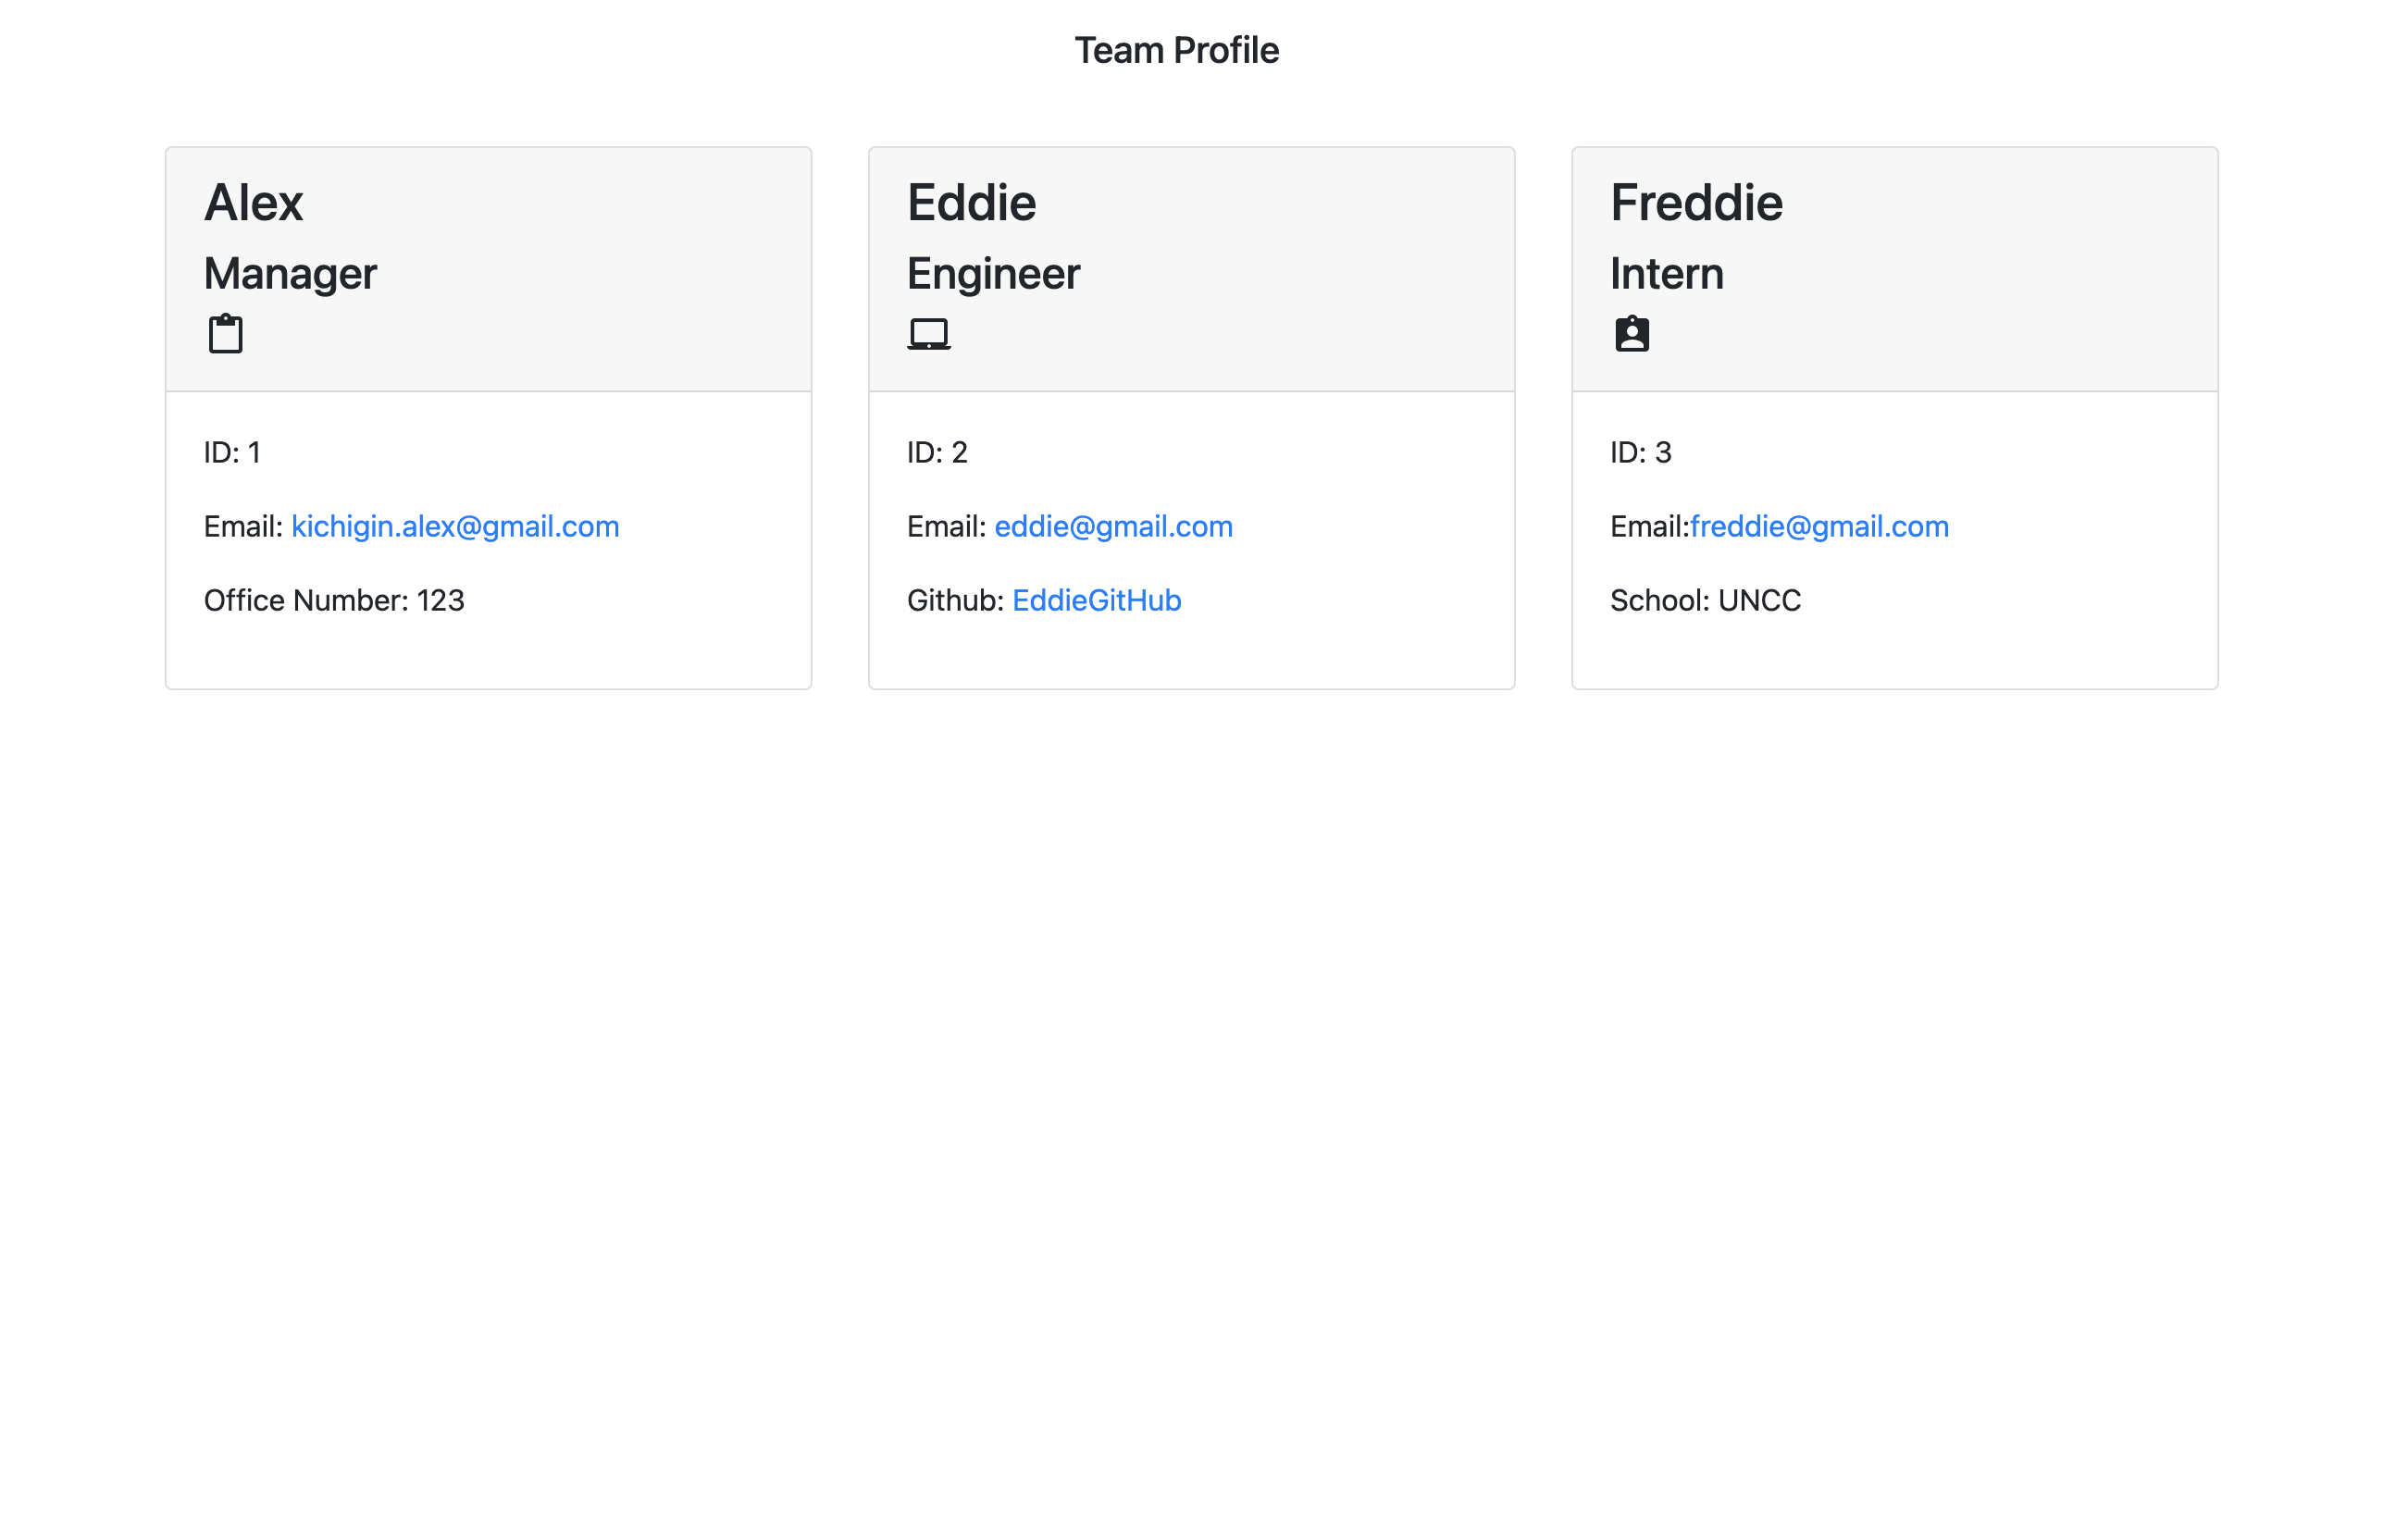 Team Profile
Alex
Manager
ID: 1
Email: kichigin.alex@gmail.com
Office Number: 123
Eddie
Engineer
ID: 2
Email: eddie@gmail.com
Github: EddieGitHub
Freddie
Intern
ID: 3
Email:freddie@gmail.com
School: UNCC